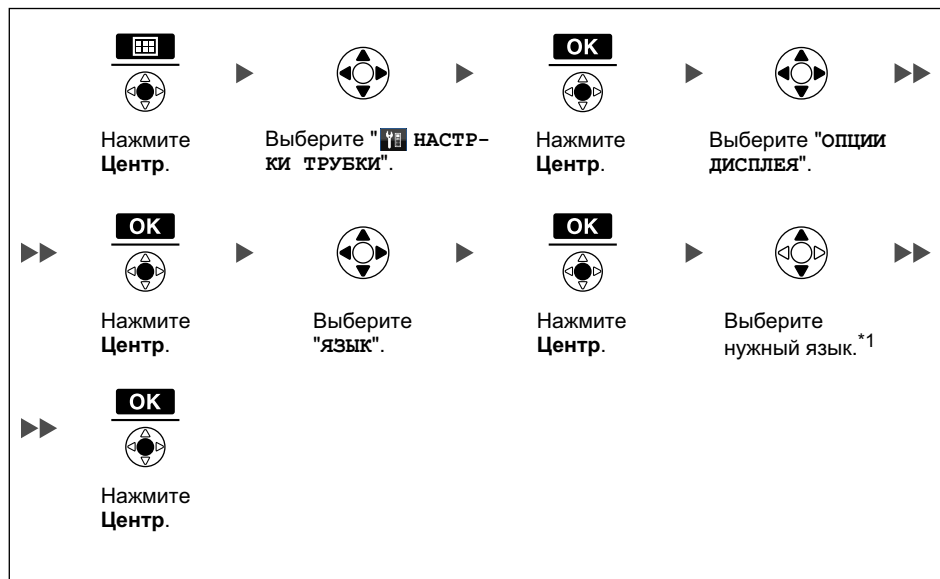 OK
Нажмите
Центр.
Выберите " НАСТР-
КИ ТРУБКИ".
Нажмите
Центр.
Выберите "ОПЦИИ
ДИСПЛЕЯ".
OK
OK
Нажмите
Центр.
Выберите
"ЯЗЫК".
Нажмите
Центр.
Выберите
нужный язык.*1
OK
Нажмите
Центр.